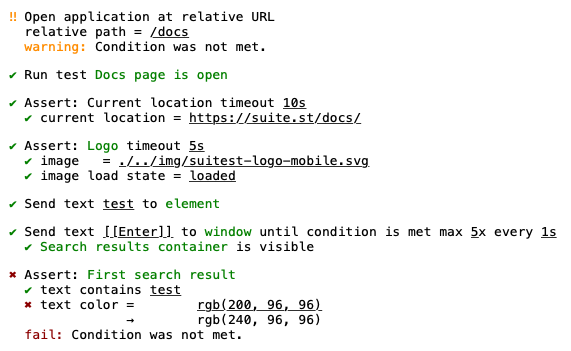 ‼ Open application at relative URL
relative path = /docs
warning: Condition was not met.
✔ Run test Docs page is open
✔ Assert: Current location timeout 10s
✔ current location = https://suite.st/docs/
✔ Assert: Logo timeout 5s
✔ image   = ./../img/suitest-logo-mobile.svg
✔ image load state = loaded
✔ Send text test to element
✔ Send text [[Enter]] to window until condition is met max 5x every 1s
✔ Search results container is visible
✖ Assert: First search result
✔ text contains test
✖ text color =        rgb(200, 96, 96)
→        rgb(240, 96, 96)
fail: Condition was not met.